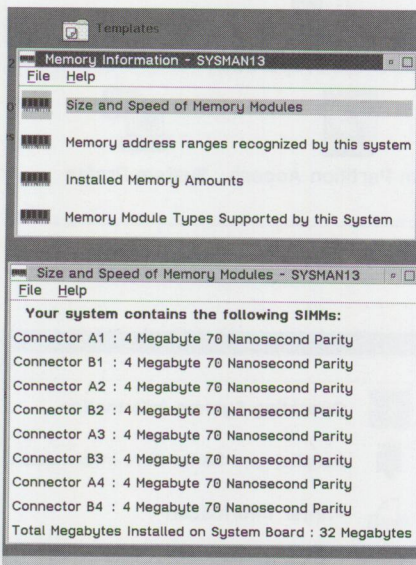 Templates
Memory Information - SYSMAN13
File Help
Size and Speed of Memory Modules
Memory address ranges recognized by this system
Installed Memory Amounts
Memory Module Types Supported by this System
Size and Speed of Memory Modules - SYSMAN13
File Help
Your system contains the following SIMMs:
Connector A1 : 4 Megabyte 70 Nanosecond Parity
Connector B1 : 4 Megabyte 70 Nanosecond Parity
Connector A2 : 4 Megabyte 70 Nanosecond Parity
Connector B2 : 4 Megabyte 70 Nanosecond Parity
Connector A3 : 4 Megabyte 70 Nanosecond Parity
Connector B3 : 4 Megabyte 70 Nanosecond Parity
Connector A4 : 4 Megabyte 70 Nanosecond Parity
Connector B4 : 4 Megabyte 70 Nanosecond Parity
Total Megabytes Installed on System Board : 32 Megabytes